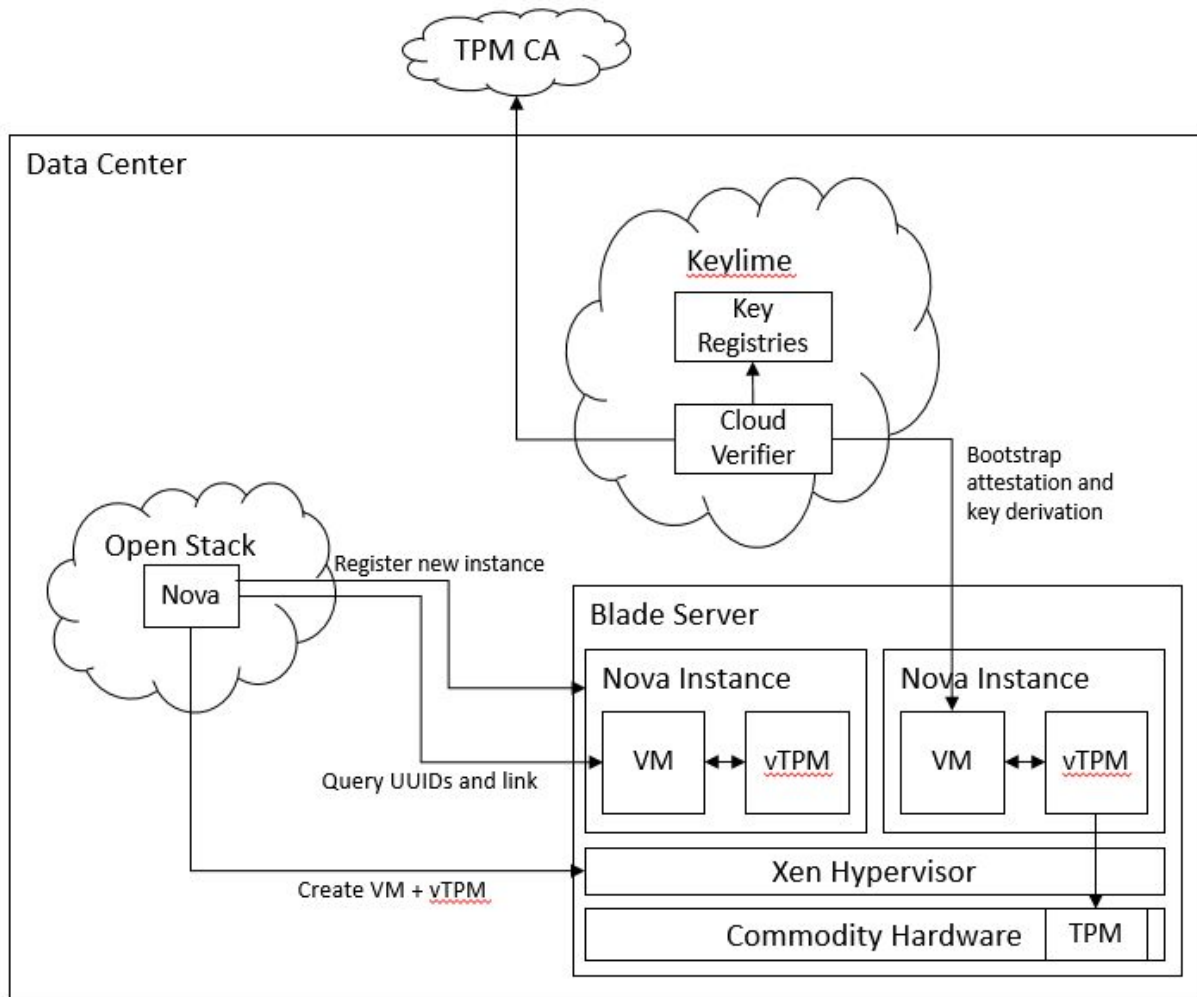 TPM CA
Data Center
Keylime
Key
Registries
Cloud
Verifier
Bootstrap
attestation and
key derivation
Open Stack
Nova
Register new instance
Query UUIDs and link
Create VM + vTPM
Blade Server
Nova Instance
VM
vTPM
Nova Instance
VM
vTPM
Xen Hypervisor
Commodity Hardware
TPM